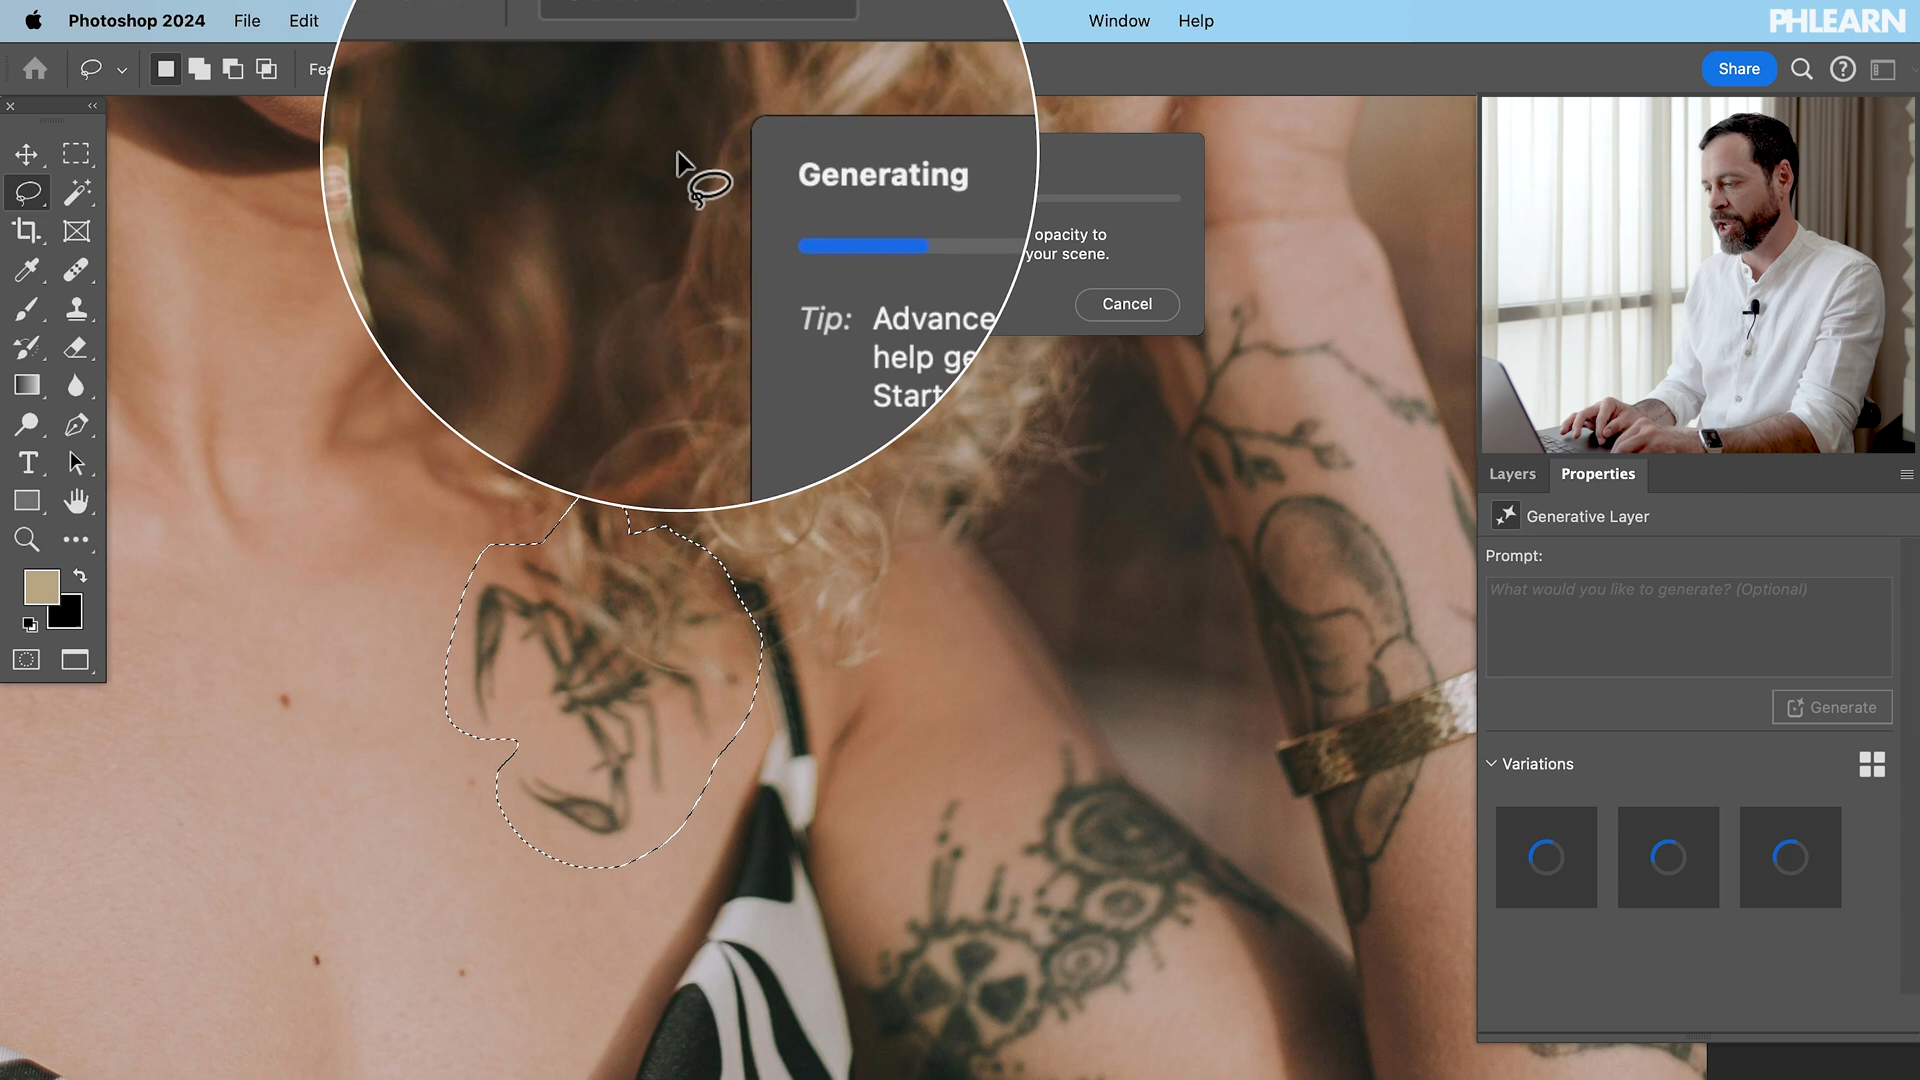 Photoshop 2024 File Edit Window Help
PHLEARN
Share
Generating
opacity to
your scene.
Tip: Advance
help ge
Start
Cancel
Layers Properties
Generative Layer
Prompt:
What would you like to generate? (Optional)
Generate
Variations